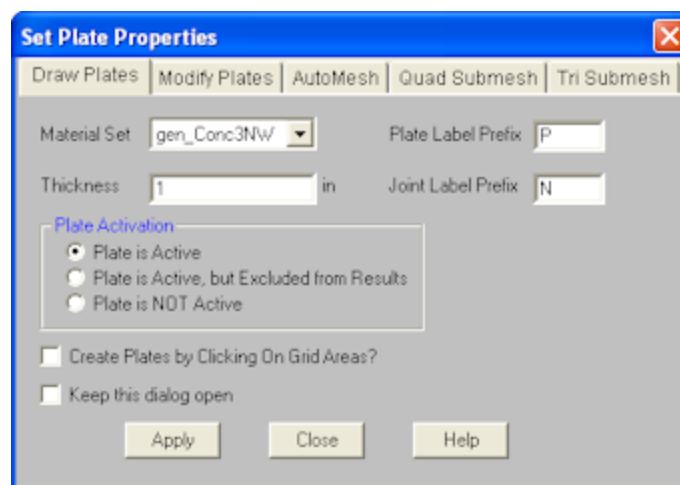 Set Plate Properties
Draw Plates Modify Plates AutoMesh Quad Submesh Tri Submesh
Material Set gen_Conc3NW Plate Label Prefix P
Thickness 1 in Joint Label Prefix N
Plate Activation
Plate is Active
Plate is Active, but Excluded from Results
Plate is NOT Active
Create Plates by Clicking On Grid Areas?
Keep this dialog open
Apply Close Help